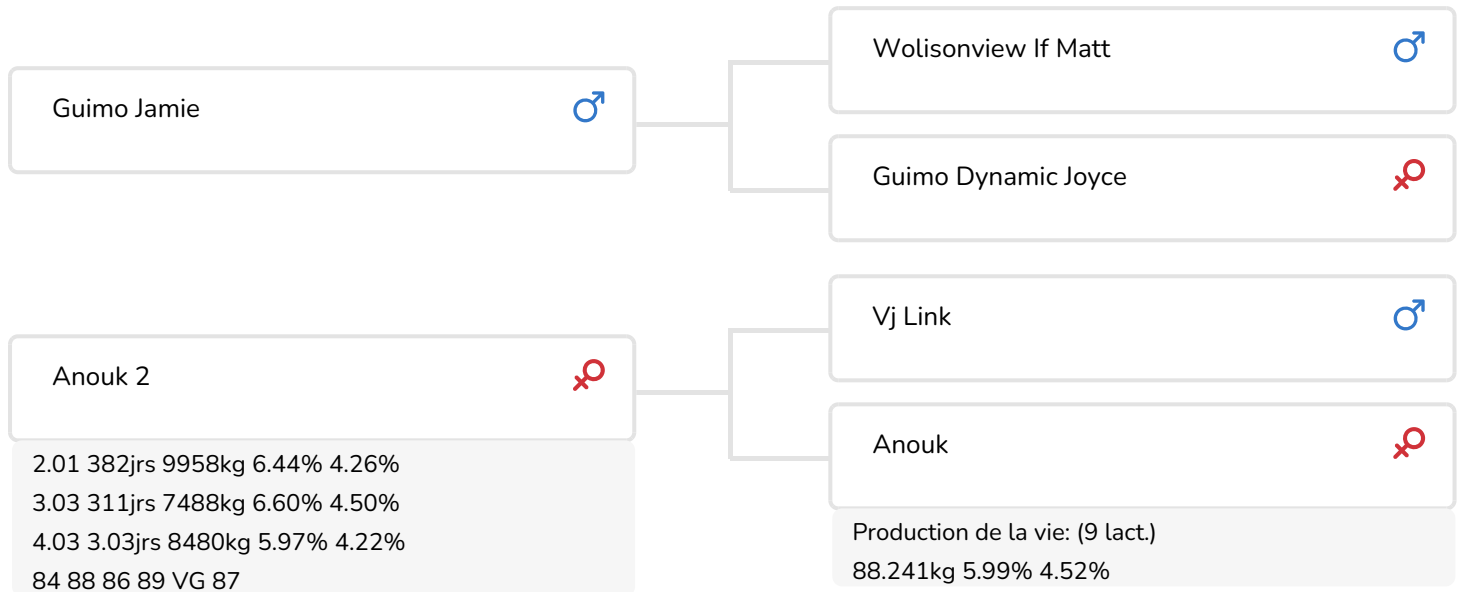 Guimo Jamie
Wolisonview If Matt
Guimo Dynamic Joyce
Anouk 2
2.01 382jrs 9958kg 6.44% 4.26%
3.03 311jrs 7488kg 6.60% 4.50%
4.03 3.03jrs 8480kg 5.97% 4.22%
84 88 86 89 VG 87
Vj Link
Anouk
Production de la vie: (9 lact.)
88.241kg 5.99% 4.52%